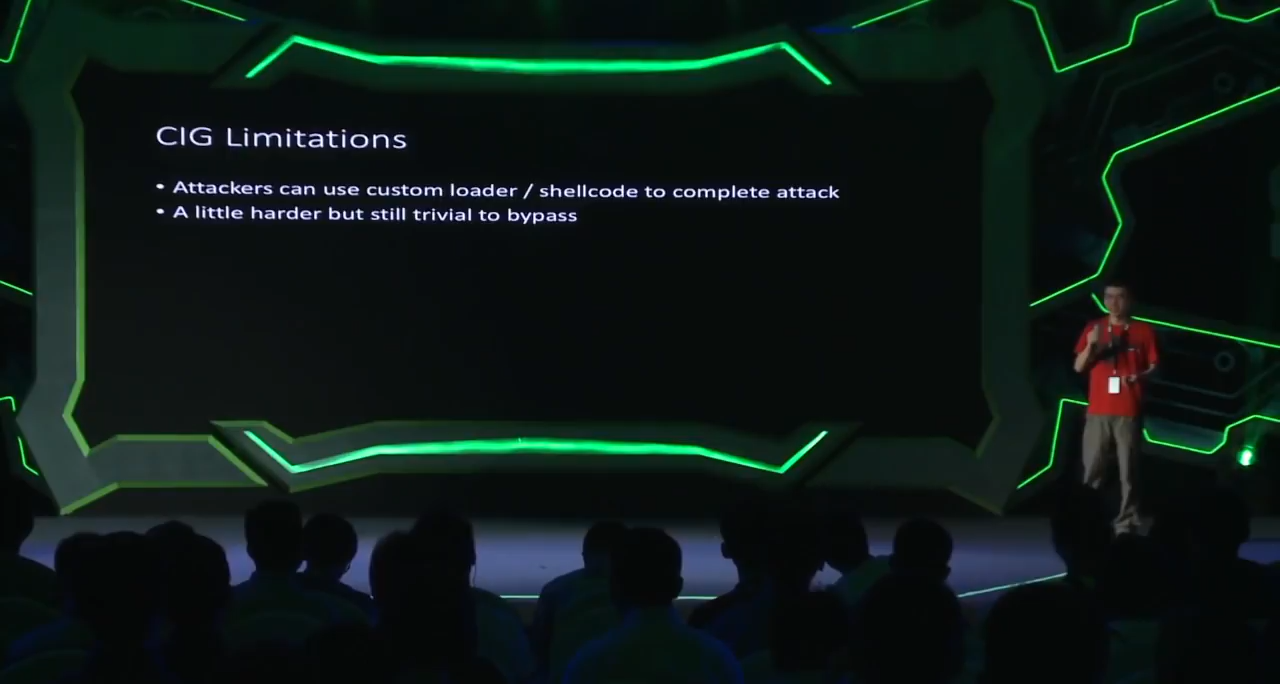 CIG Limitations
• Attackers can use custom loader / shellcode to complete attack
• A little harder but still trivial to bypass